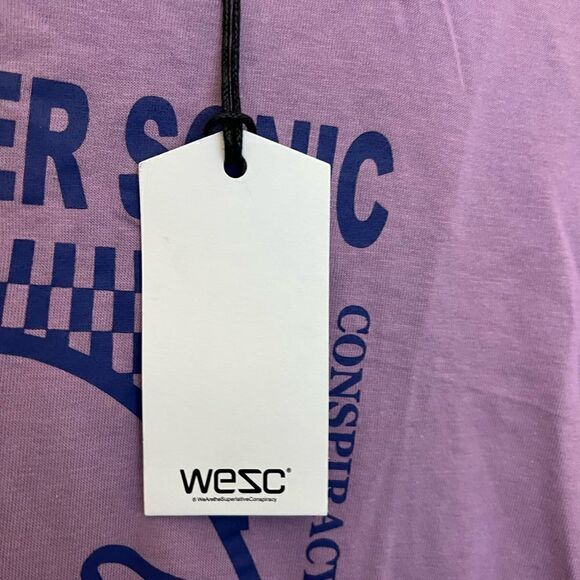 ER SONIC
CONSPIRACY
wesc®
© WeAretheSuperlativeConspiracy